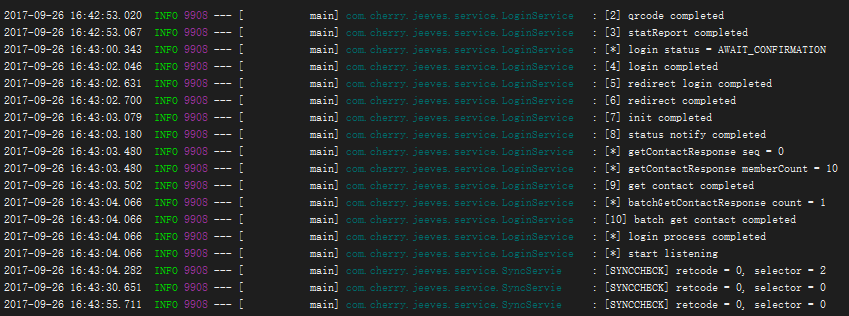 2017-09-26 16:42:53.020 INFO 9908 --- [ main] com.cherry.jeeves.service.LoginService : [2] qrcode completed
2017-09-26 16:42:53.067 INFO 9908 --- [ main] com.cherry.jeeves.service.LoginService : [3] statReport completed
2017-09-26 16:43:00.343 INFO 9908 --- [ main] com.cherry.jeeves.service.LoginService : [*] login status = AWAIT_CONFIRMATION
2017-09-26 16:43:02.046 INFO 9908 --- [ main] com.cherry.jeeves.service.LoginService : [4] login completed
2017-09-26 16:43:02.631 INFO 9908 --- [ main] com.cherry.jeeves.service.LoginService : [5] redirect login completed
2017-09-26 16:43:02.700 INFO 9908 --- [ main] com.cherry.jeeves.service.LoginService : [6] redirect completed
2017-09-26 16:43:03.079 INFO 9908 --- [ main] com.cherry.jeeves.service.LoginService : [7] init completed
2017-09-26 16:43:03.180 INFO 9908 --- [ main] com.cherry.jeeves.service.LoginService : [8] status notify completed
2017-09-26 16:43:03.480 INFO 9908 --- [ main] com.cherry.jeeves.service.LoginService : [*] getContactResponse seq = 0
2017-09-26 16:43:03.480 INFO 9908 --- [ main] com.cherry.jeeves.service.LoginService : [*] getContactResponse memberCount = 10
2017-09-26 16:43:03.502 INFO 9908 --- [ main] com.cherry.jeeves.service.LoginService : [9] get contact completed
2017-09-26 16:43:04.066 INFO 9908 --- [ main] com.cherry.jeeves.service.LoginService : [*] batchGetContactResponse count = 1
2017-09-26 16:43:04.066 INFO 9908 --- [ main] com.cherry.jeeves.service.LoginService : [10] batch get contact completed
2017-09-26 16:43:04.066 INFO 9908 --- [ main] com.cherry.jeeves.service.LoginService : [*] login process completed
2017-09-26 16:43:04.066 INFO 9908 --- [ main] com.cherry.jeeves.service.LoginService : [*] start listening
2017-09-26 16:43:04.282 INFO 9908 --- [ main] com.cherry.jeeves.service.SyncServie : [SYNCCHECK] retcode = 0, selector = 2
2017-09-26 16:43:30.651 INFO 9908 --- [ main] com.cherry.jeeves.service.SyncServie : [SYNCCHECK] retcode = 0, selector = 0
2017-09-26 16:43:55.711 INFO 9908 --- [ main] com.cherry.jeeves.service.SyncServie : [SYNCCHECK] retcode = 0, selector = 0